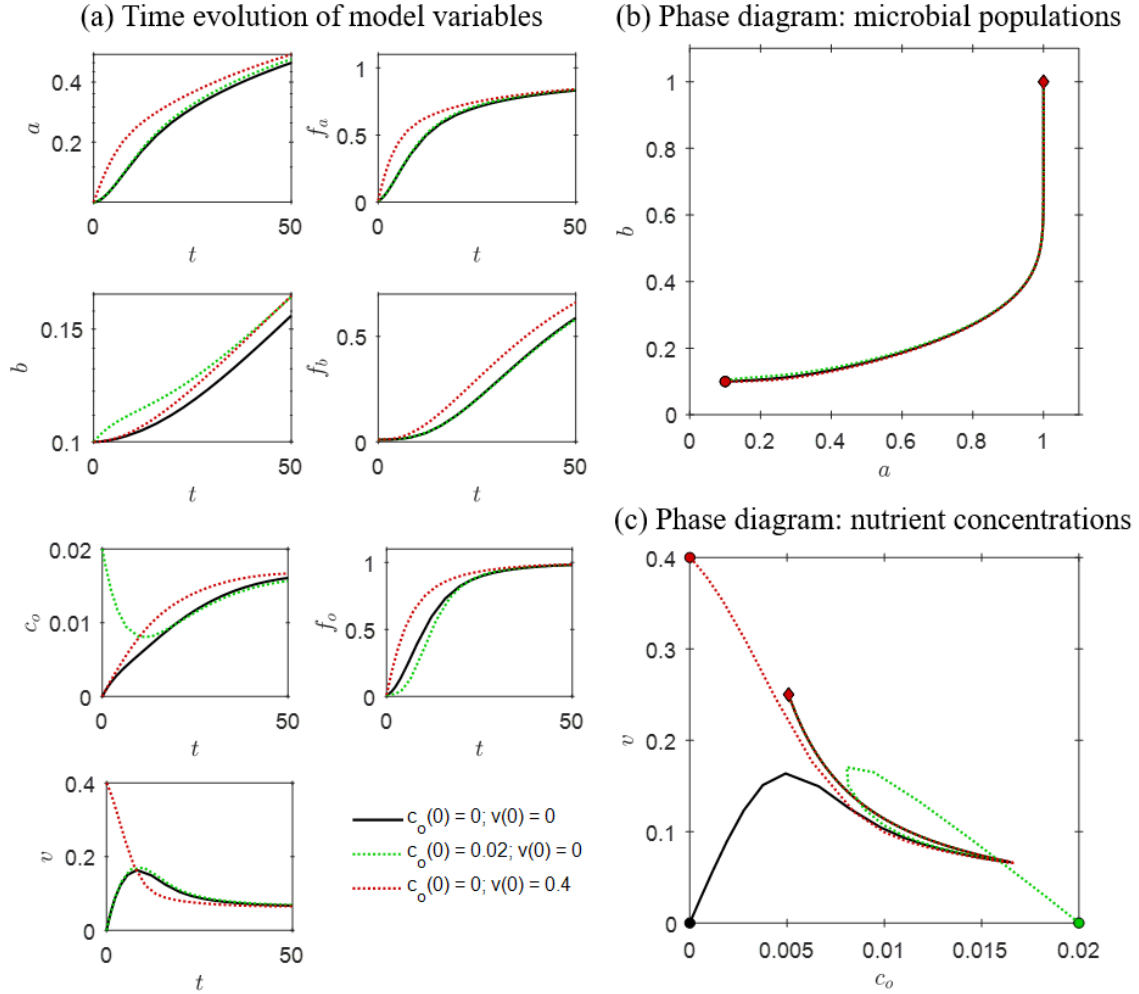 (a) Time evolution of model variables
0.4
0.2
a
0
50
t
1
0.5
0
f_a
0
50
t
0.15
0.1
b
0
50
t
0.5
0
f_b
0
50
t
0.02
0.01
0
c_o
0
50
t
1
0.5
0
f_o
0
50
t
0.4
0.2
0
v
0
50
t
c_o(0) = 0; v(0) = 0
c_o(0) = 0.02; v(0) = 0
c_o(0) = 0; v(0) = 0.4
(b) Phase diagram: microbial populations
1
0.8
0.6
0.4
0.2
0
b
0
0.2
0.4
0.6
0.8
1
a
(c) Phase diagram: nutrient concentrations
0.4
0.3
0.2
0.1
0
v
0
0.005
0.01
0.015
0.02
c_o